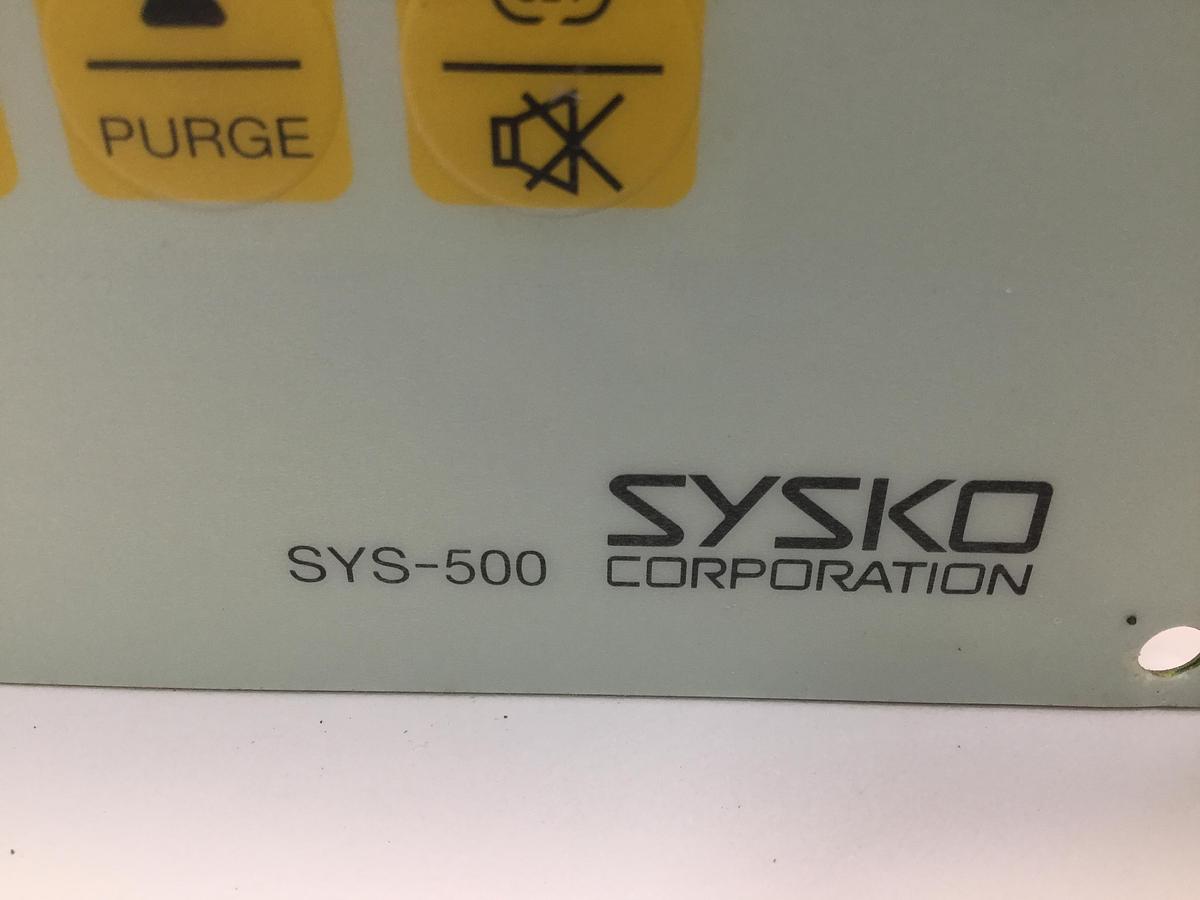 PURGE
SYS-500
SYSKO
CORPORATION